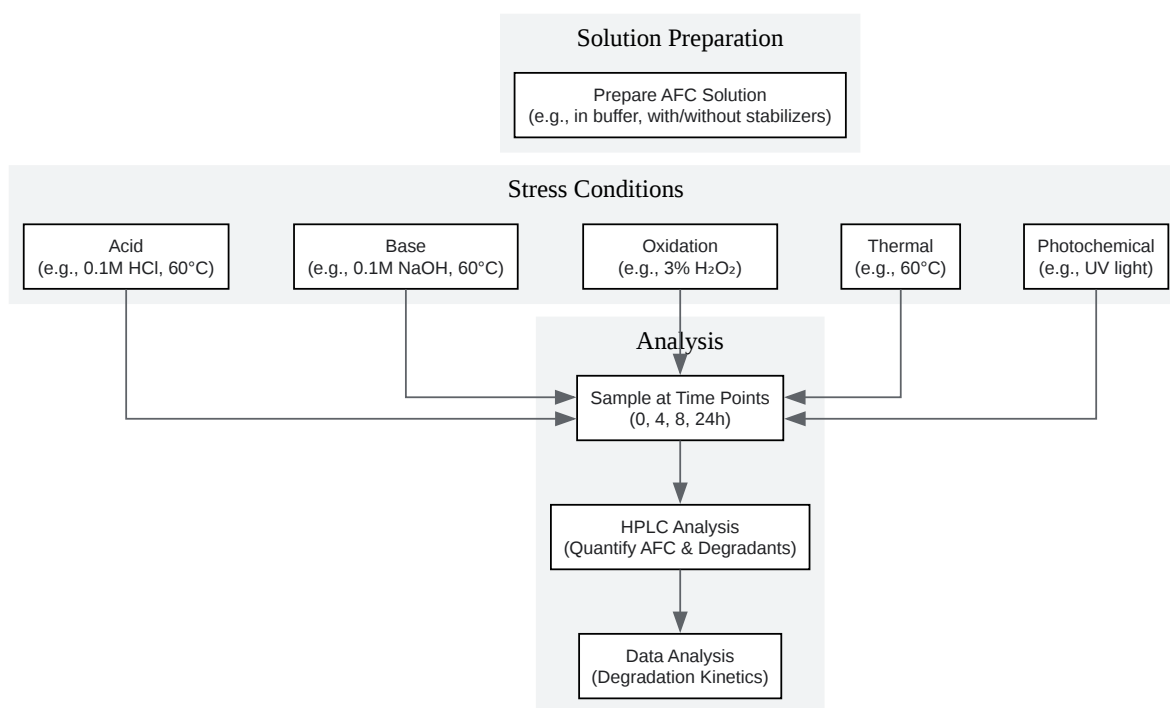 Solution Preparation
Prepare AFC Solution
(e.g., in buffer, with/without stabilizers)
Stress Conditions
Acid
(e.g., 0.1M HCl, 60°C)
Base
(e.g., 0.1M NaOH, 60°C)
Oxidation
(e.g., 3% H₂O₂)
Thermal
(e.g., 60°C)
Photochemical
(e.g., UV light)
Analysis
Sample at Time Points
(0, 4, 8, 24h)
HPLC Analysis
(Quantify AFC & Degradants)
Data Analysis
(Degradation Kinetics)